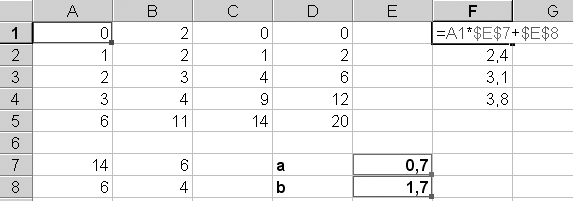 A B C D E F G
1 0 2 0 0 =A1*$E$7+$E$8
2 1 2 1 2 2,4
3 2 3 4 6 3,1
4 3 4 9 12 3,8
5 6 11 14 20
6
7 14 6 a 0,7
8 6 4 b 1,7